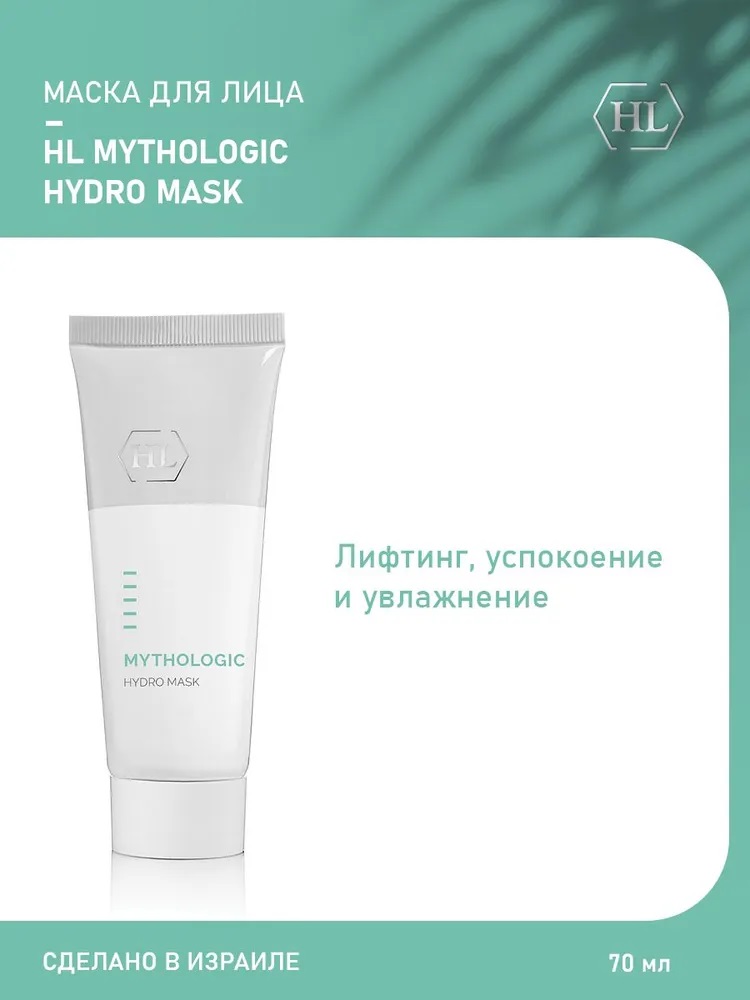 МАСКА ДЛЯ ЛИЦА
HL MYTHOLOGIC
HYDRO MASK
HL
HL
MYTHOLOGIC
HYDRO MASK
Лифтинг, успокоение
и увлажнение
СДЕЛАНО В ИЗРАИЛЕ
70 мл